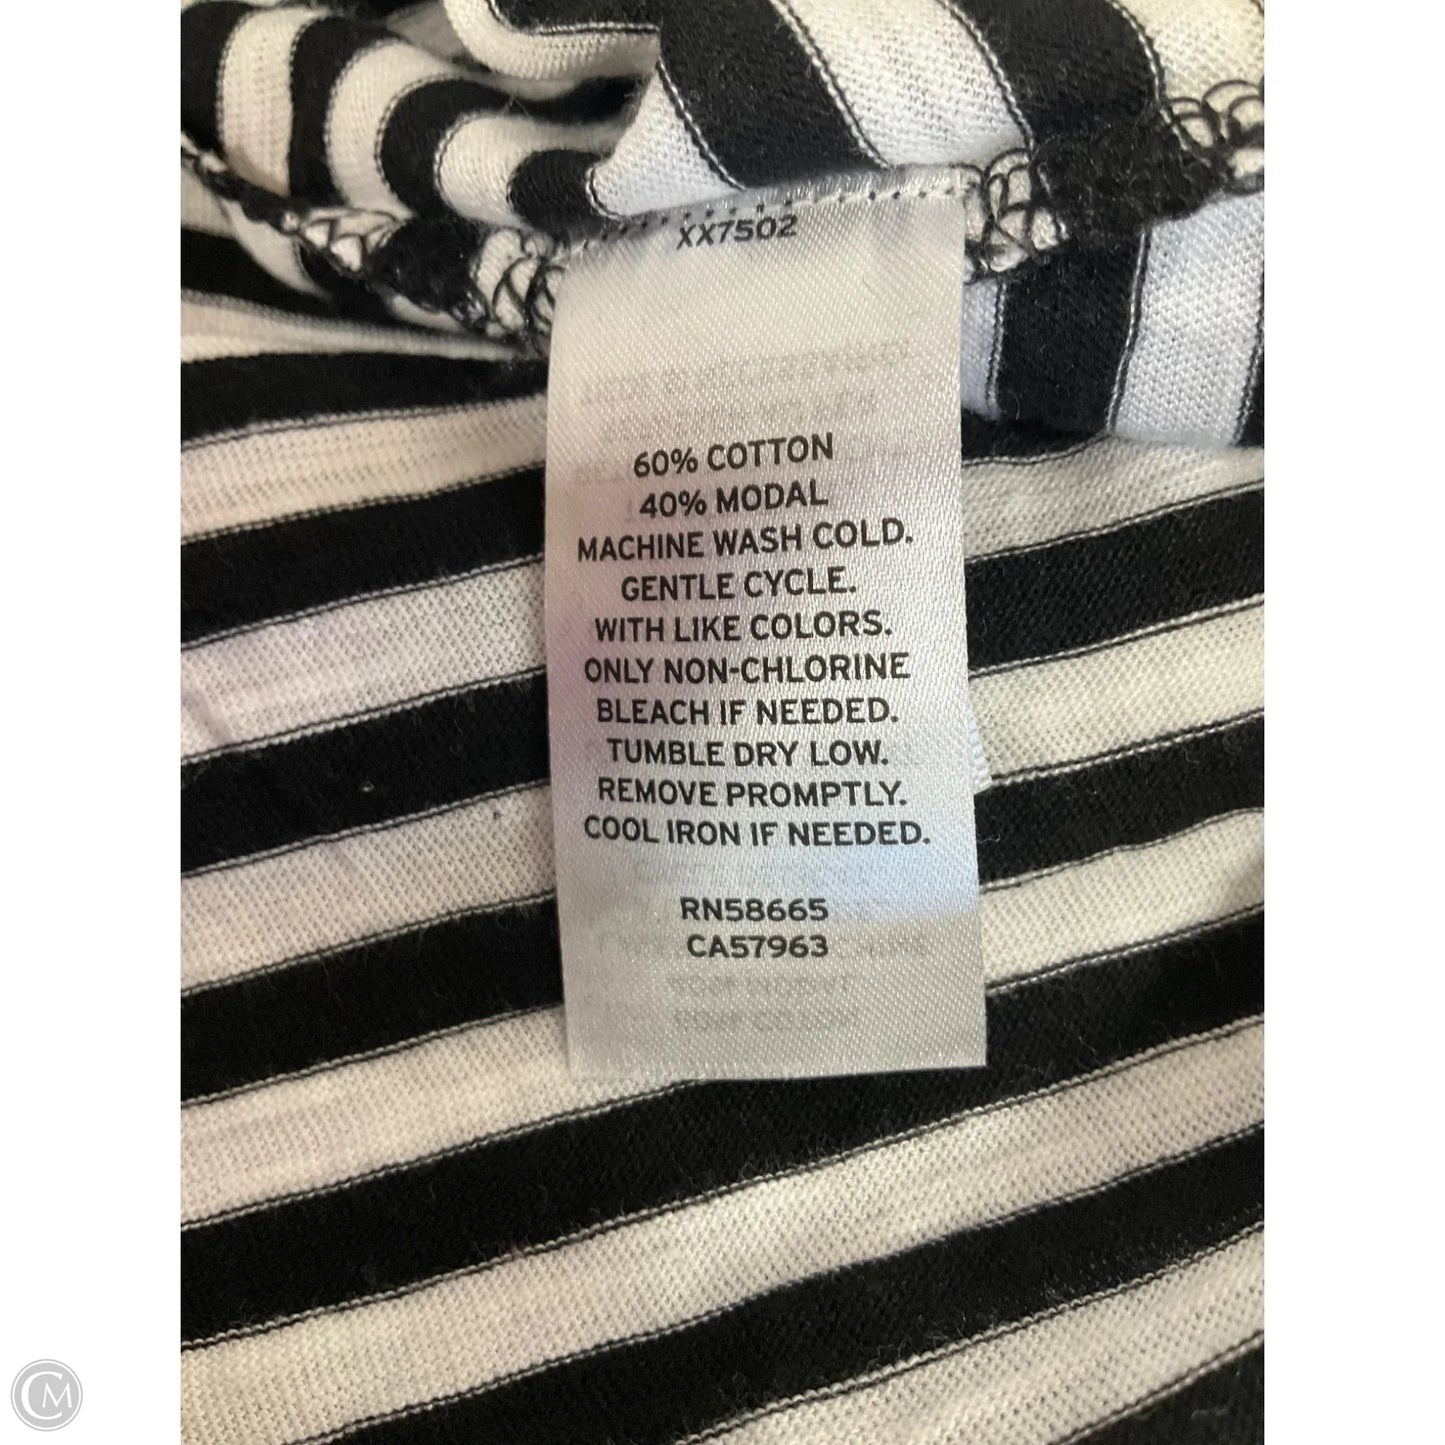 XX7502
60% COTTON
40% MODAL
MACHINE WASH COLD.
GENTLE CYCLE.
WITH LIKE COLORS.
ONLY NON-CHLORINE
BLEACH IF NEEDED.
TUMBLE DRY LOW.
REMOVE PROMPTLY.
COOL IRON IF NEEDED.
RN58665
CA57963
CM